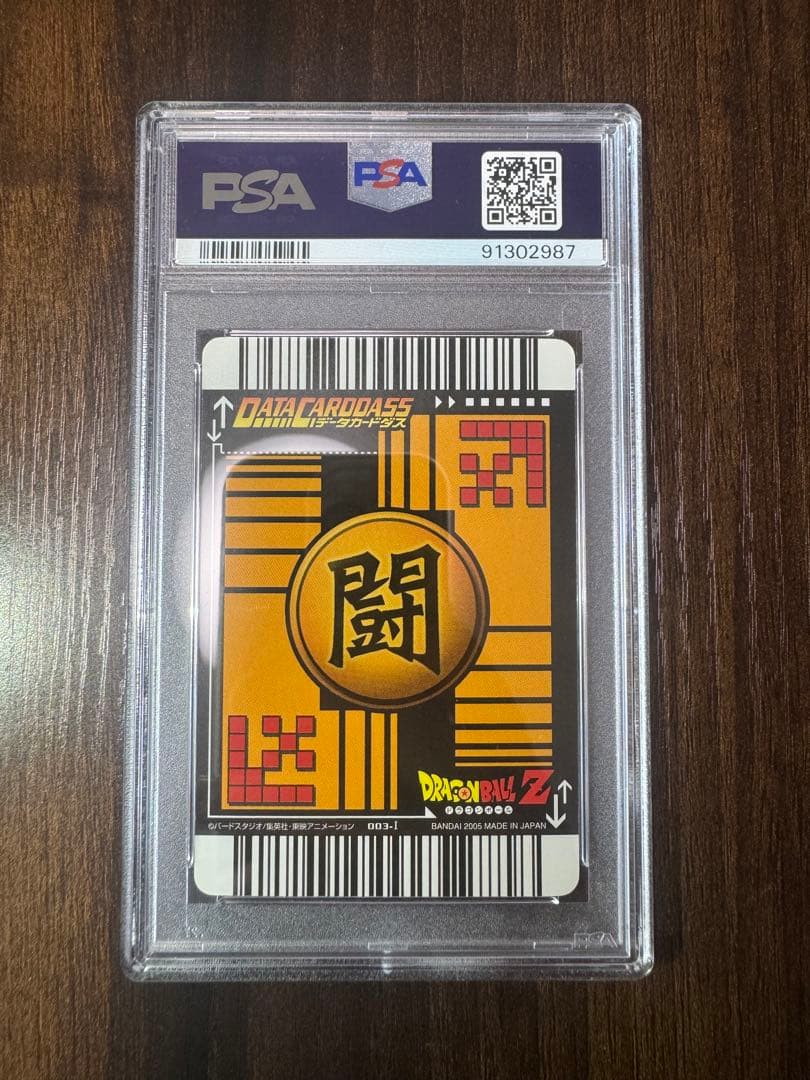 PSA
PSA
91302987
DATACARDDASS
データカードダス
闘
DRAGONBALL Z
ドラゴンボールＺ
©バードスタジオ/集英社・東映アニメーション 003-I BANDAI 2005 MADE IN JAPAN
PSA